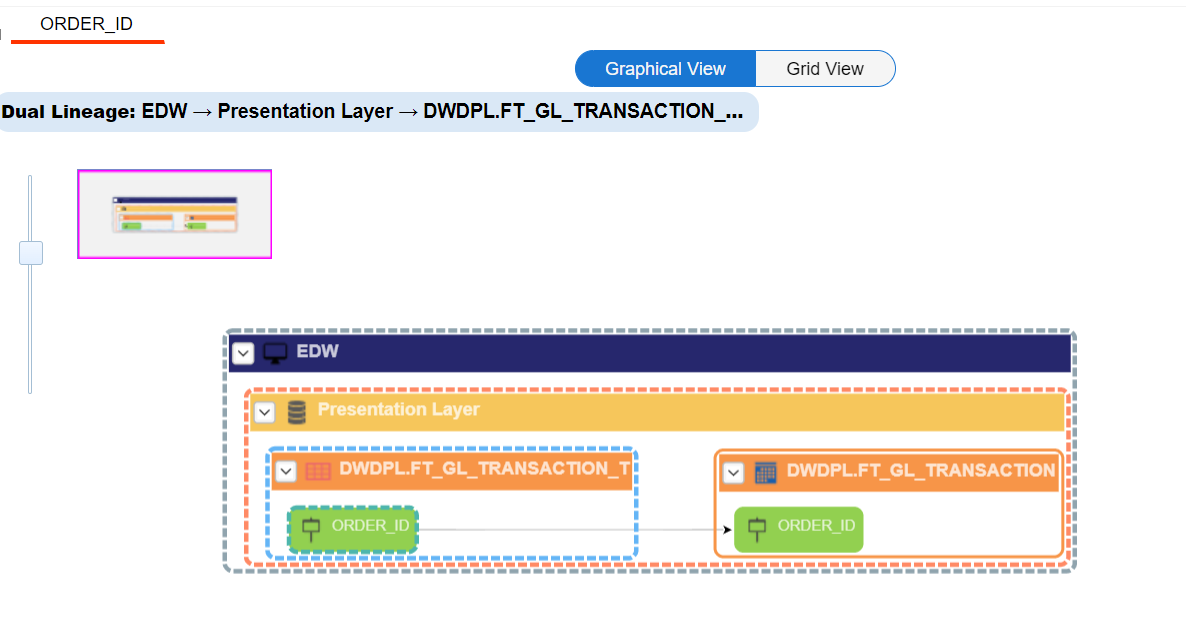 ORDER_ID
Graphical View
Grid View
Dual Lineage: EDW → Presentation Layer → DWDPL.FT_GL_TRANSACTION_...
EDW
Presentation Layer
DWDPL.FT_GL_TRANSACTION_T
DWDPL.FT_GL_TRANSACTION
ORDER_ID
ORDER_ID